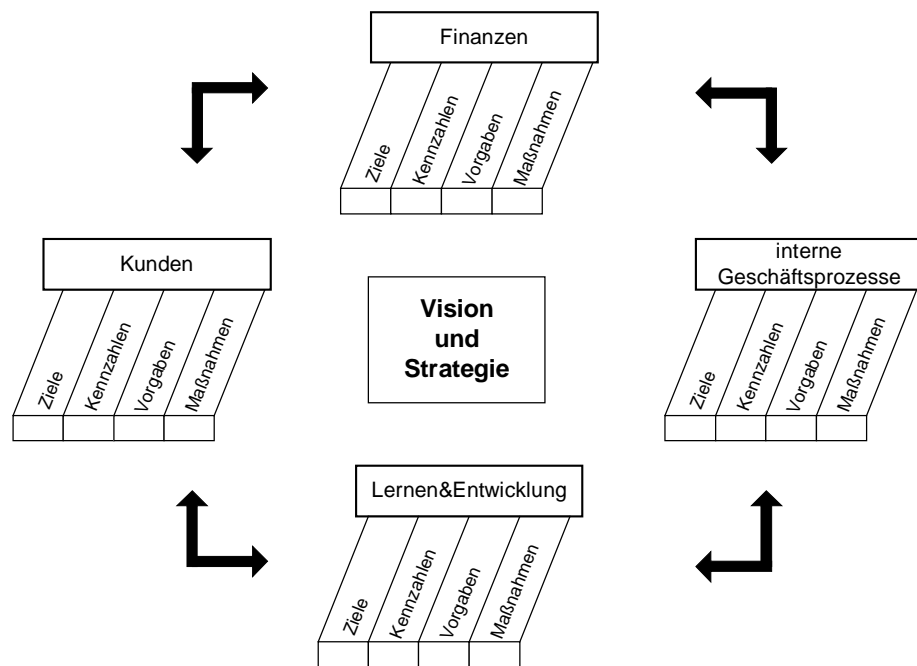 Finanzen
Ziele
Kennzahlen
Vorgaben
Maßnahmen
Kunden
Ziele
Kennzahlen
Vorgaben
Maßnahmen
Vision
und
Strategie
interne
Geschäftsprozesse
Ziele
Kennzahlen
Vorgaben
Maßnahmen
Lernen&Entwicklung
Ziele
Kennzahlen
Vorgaben
Maßnahmen